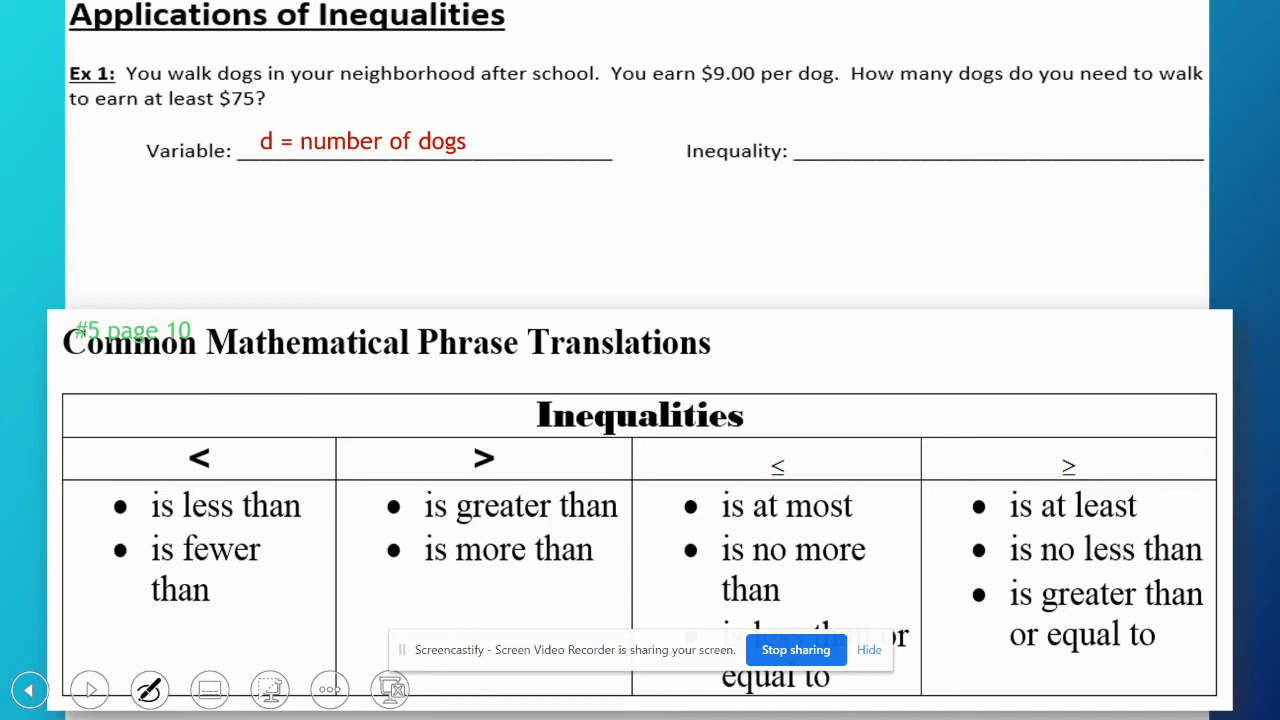 Applications of Inequalities
Ex 1: You walk dogs in your neighborhood after school. You earn $9.00 per dog. How many dogs do you need to walk
to earn at least $75?
Variable: d = number of dogs
Inequality:
#5 page 10
Common Mathematical Phrase Translations
Inequalities
< > ≤ ≥
• is less than
• is fewer
than
• is greater than
• is more than
• is at most
• is no more
than
• is less than or
equal to
• is at least
• is no less than
• is greater than
or equal to
Screencastify - Screen Video Recorder is sharing your screen. Stop sharing Hide